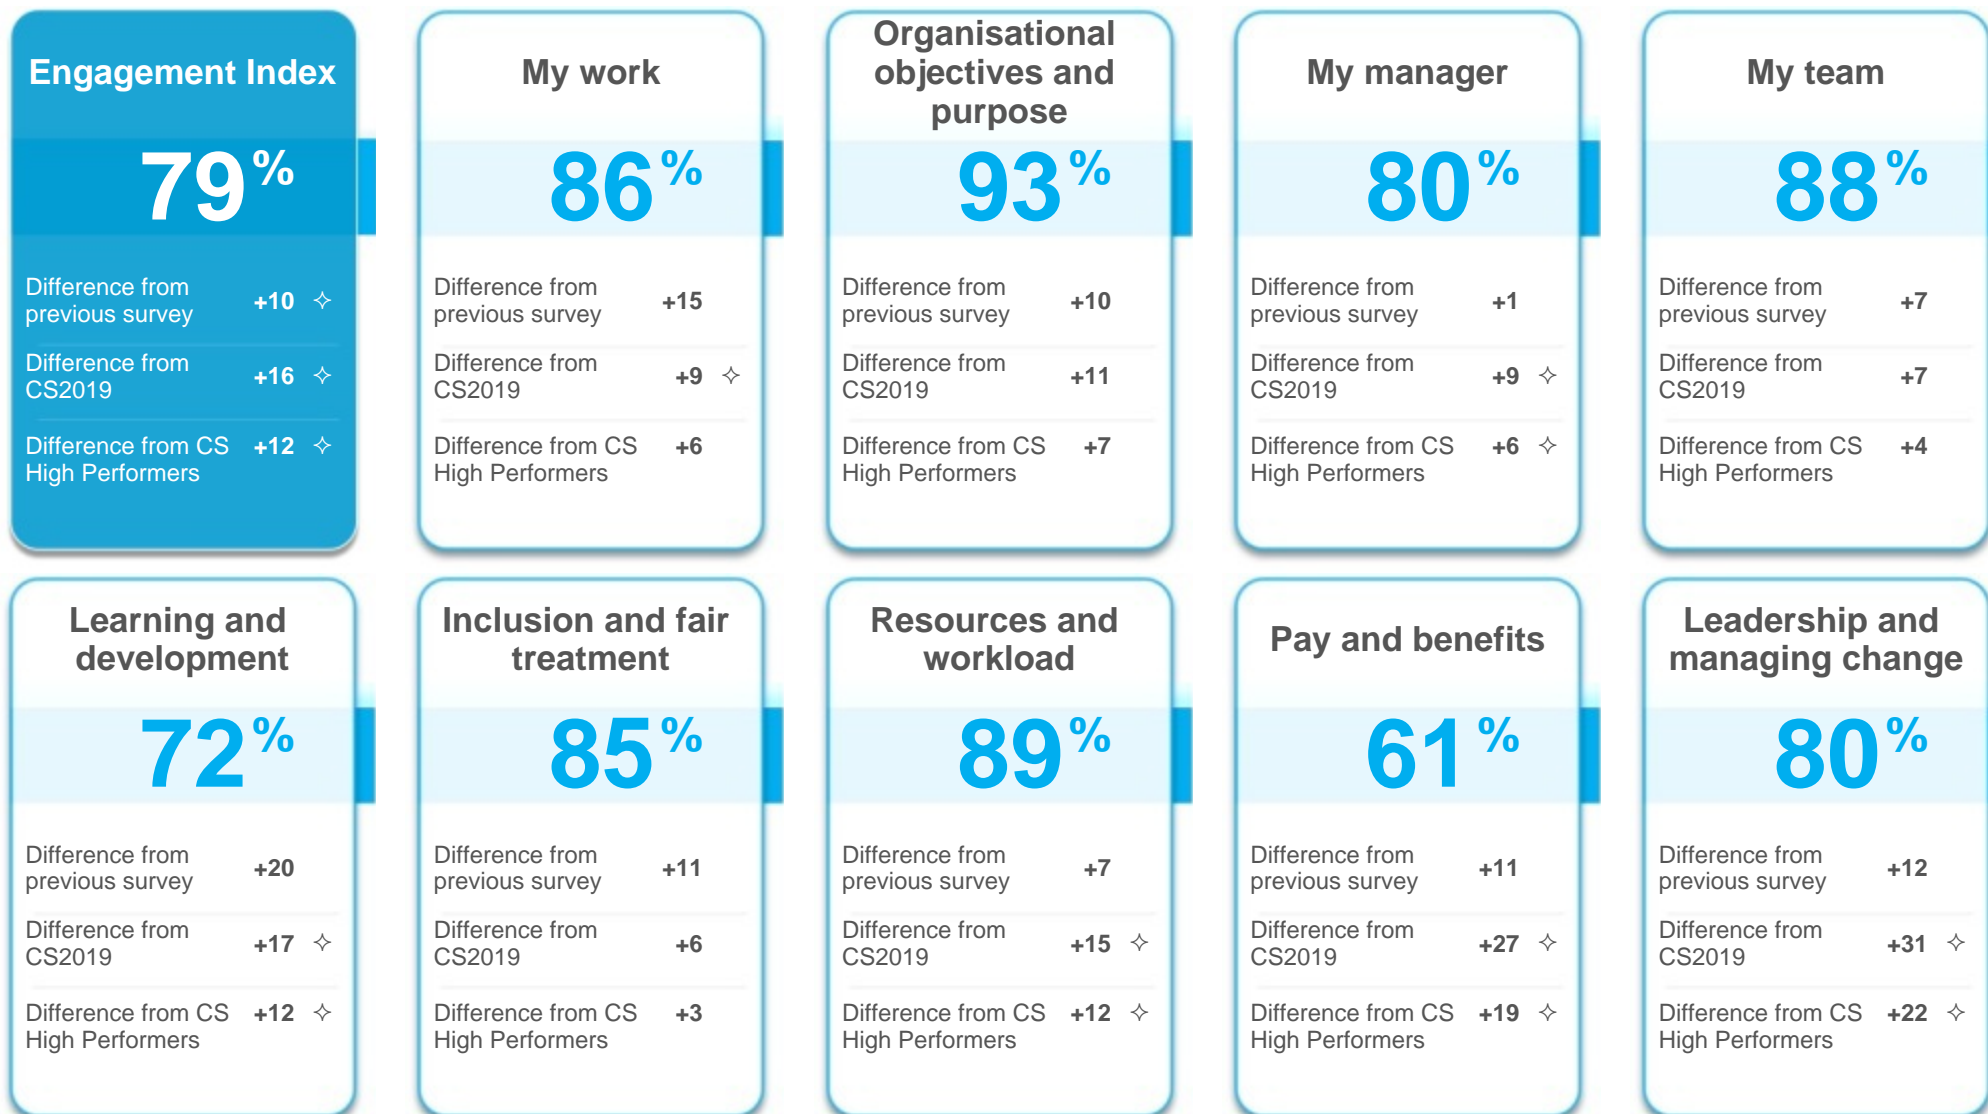 Engagement Index
79%
Difference from
previous survey
+10 ✧
Difference from
CS2019
+16 ✧
Difference from CS
High Performers
+12 ✧
My work
86%
Difference from
previous survey
+15
Difference from
CS2019
+9 ✧
Difference from CS
High Performers
+6
Organisational
objectives and
purpose
93%
Difference from
previous survey
+10
Difference from
CS2019
+11
Difference from CS
High Performers
+7
My manager
80%
Difference from
previous survey
+1
Difference from
CS2019
+9 ✧
Difference from CS
High Performers
+6 ✧
My team
88%
Difference from
previous survey
+7
Difference from
CS2019
+7
Difference from CS
High Performers
+4
Learning and
development
72%
Difference from
previous survey
+20
Difference from
CS2019
+17 ✧
Difference from CS
High Performers
+12 ✧
Inclusion and fair
treatment
85%
Difference from
previous survey
+11
Difference from
CS2019
+6
Difference from CS
High Performers
+3
Resources and
workload
89%
Difference from
previous survey
+7
Difference from
CS2019
+15 ✧
Difference from CS
High Performers
+12 ✧
Pay and benefits
61%
Difference from
previous survey
+11
Difference from
CS2019
+27 ✧
Difference from CS
High Performers
+19 ✧
Leadership and
managing change
80%
Difference from
previous survey
+12
Difference from
CS2019
+31 ✧
Difference from CS
High Performers
+22 ✧